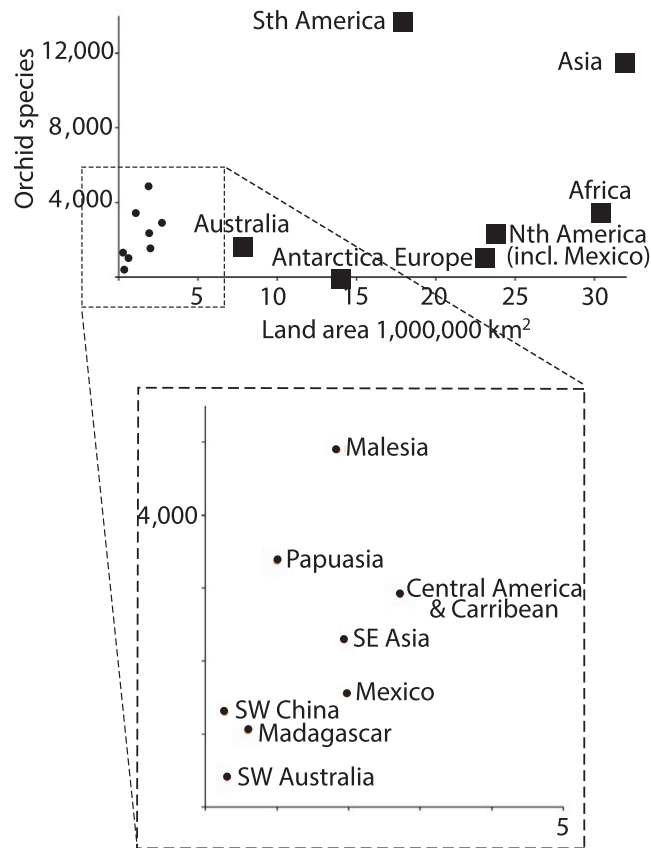 Sth America
12,000
Asia
Orchid species
8,000
4,000
Africa
Australia
Nth America
(incl. Mexico)
Antarctica Europe
5 10 15 20 25 30
Land area 1,000,000 km²
Malesia
4,000
Papuasia
Central America
& Carribean
SE Asia
Mexico
SW China
Madagascar
SW Australia
5